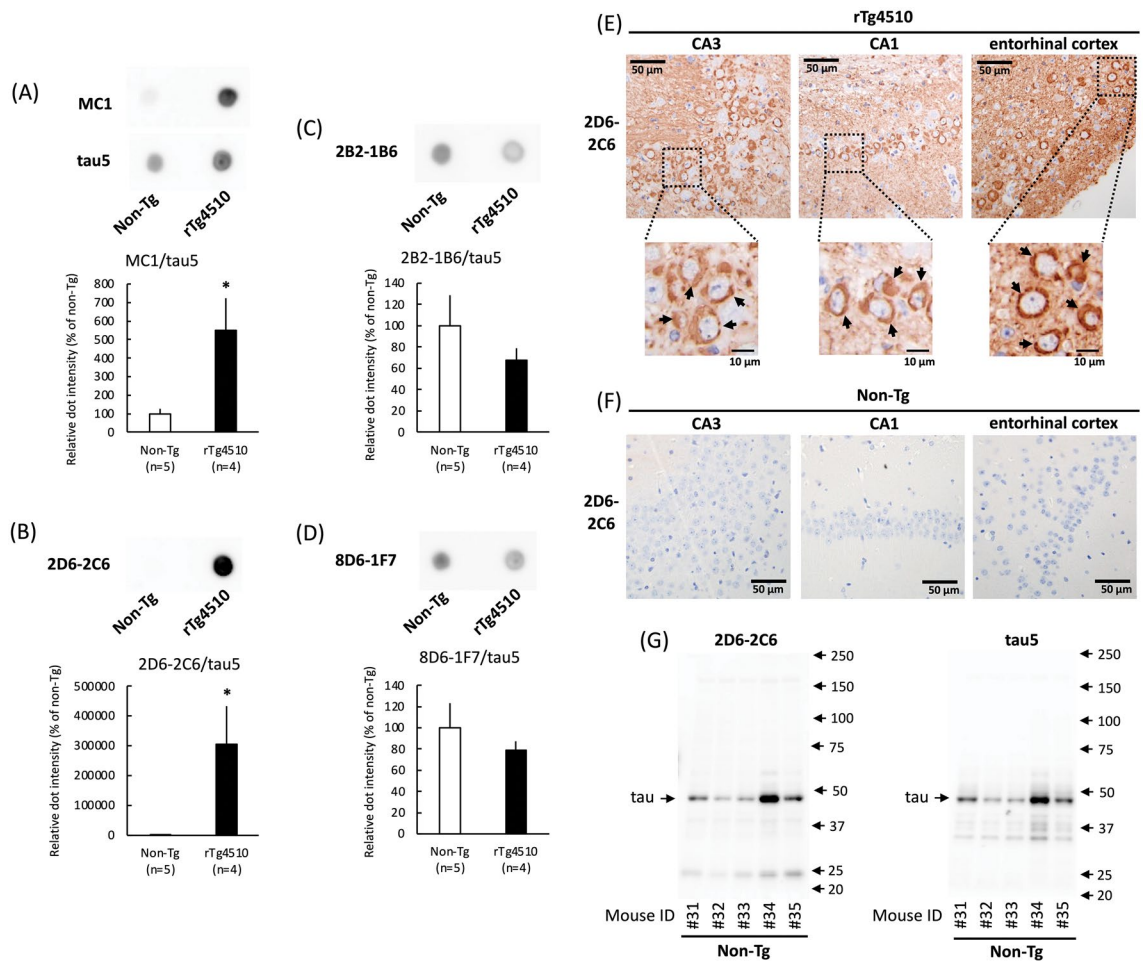 (A)
MC1
tau5
Non-Tg
rTg4510
MC1/tau5
Relative dot intensity (% of non-Tg)
800
700
600
500
400
300
200
100
0
*
Non-Tg
(n=5)
rTg4510
(n=4)
(B)
2D6-2C6
Non-Tg
rTg4510
2D6-2C6/tau5
Relative dot intensity (% of non-Tg)
500000
400000
300000
200000
100000
0
*
Non-Tg
(n=5)
rTg4510
(n=4)
(C)
2B2-1B6
Non-Tg
rTg4510
2B2-1B6/tau5
Relative dot intensity (% of non-Tg)
140
120
100
80
60
40
20
0
Non-Tg
(n=5)
rTg4510
(n=4)
(D)
8D6-1F7
Non-Tg
rTg4510
8D6-1F7/tau5
Relative dot intensity (% of non-Tg)
140
120
100
80
60
40
20
0
Non-Tg
(n=5)
rTg4510
(n=4)
(E)
rTg4510
CA3
CA1
entorhinal cortex
2D6-
2C6
50 µm
50 µm
50 µm
10 µm
10 µm
10 µm
(F)
Non-Tg
CA3
CA1
entorhinal cortex
2D6-
2C6
50 µm
50 µm
50 µm
(G)
2D6-2C6
250
150
100
75
50
37
25
20
tau
Mouse ID
#31
#32
#33
#34
#35
Non-Tg
tau5
250
150
100
75
50
37
25
20
tau
Mouse ID
#31
#32
#33
#34
#35
Non-Tg